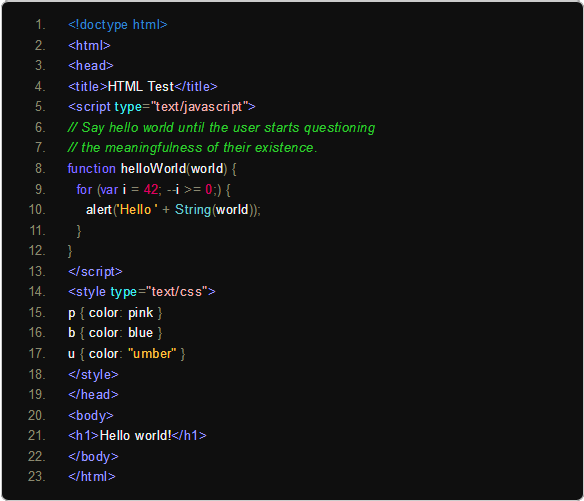 1. <!doctype html>
2. <html>
3. <head>
4. <title>HTML Test</title>
5. <script type="text/javascript">
6. // Say hello world until the user starts questioning
7. // the meaningfulness of their existence.
8. function helloWorld(world) {
9.   for (var i = 42; --i >= 0;) {
10.     alert('Hello ' + String(world));
11.   }
12. }
13. </script>
14. <style type="text/css">
15. p { color: pink }
16. b { color: blue }
17. u { color: "umber" }
18. </style>
19. </head>
20. <body>
21. <h1>Hello world!</h1>
22. </body>
23. </html>